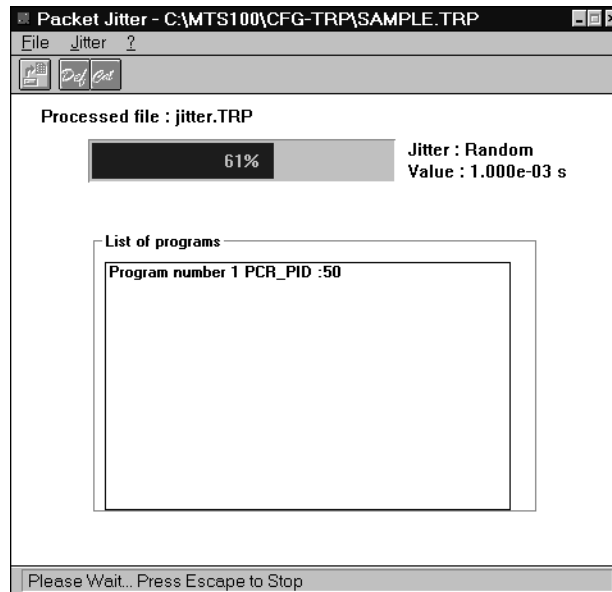 Packet Jitter - C:\MTS100\CFG-TRP\SAMPLE.TRP
File Jitter ?
Def Cal
Processed file : jitter.TRP
61%
Jitter : Random
Value : 1.000e-03 s
List of programs
Program number 1 PCR_PID :50
Please Wait... Press Escape to Stop